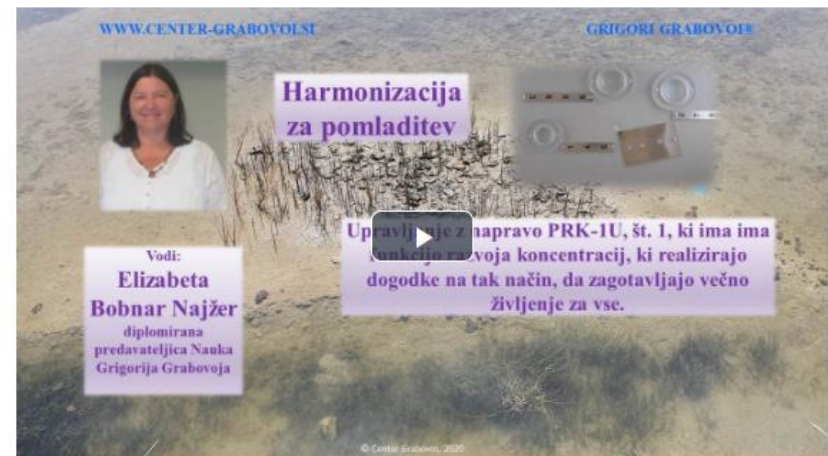 WWW.CENTER-GRABOVOI.SI
GRIGORI GRABOVOI®
Harmonizacija
za pomladitev
Upravljanje z napravo PRK-1U, št. 1, ki ima ima
funkcijo razvoja koncentracij, ki realizirajo
dogodke na tak način, da zagotavljajo večno
življenje za vse.
Vodi:
Elizabeta
Bobnar Najžer
diplomirana
predavateljica Nauka
Grigorija Grabovoja
© Center Grabovoi, 2020